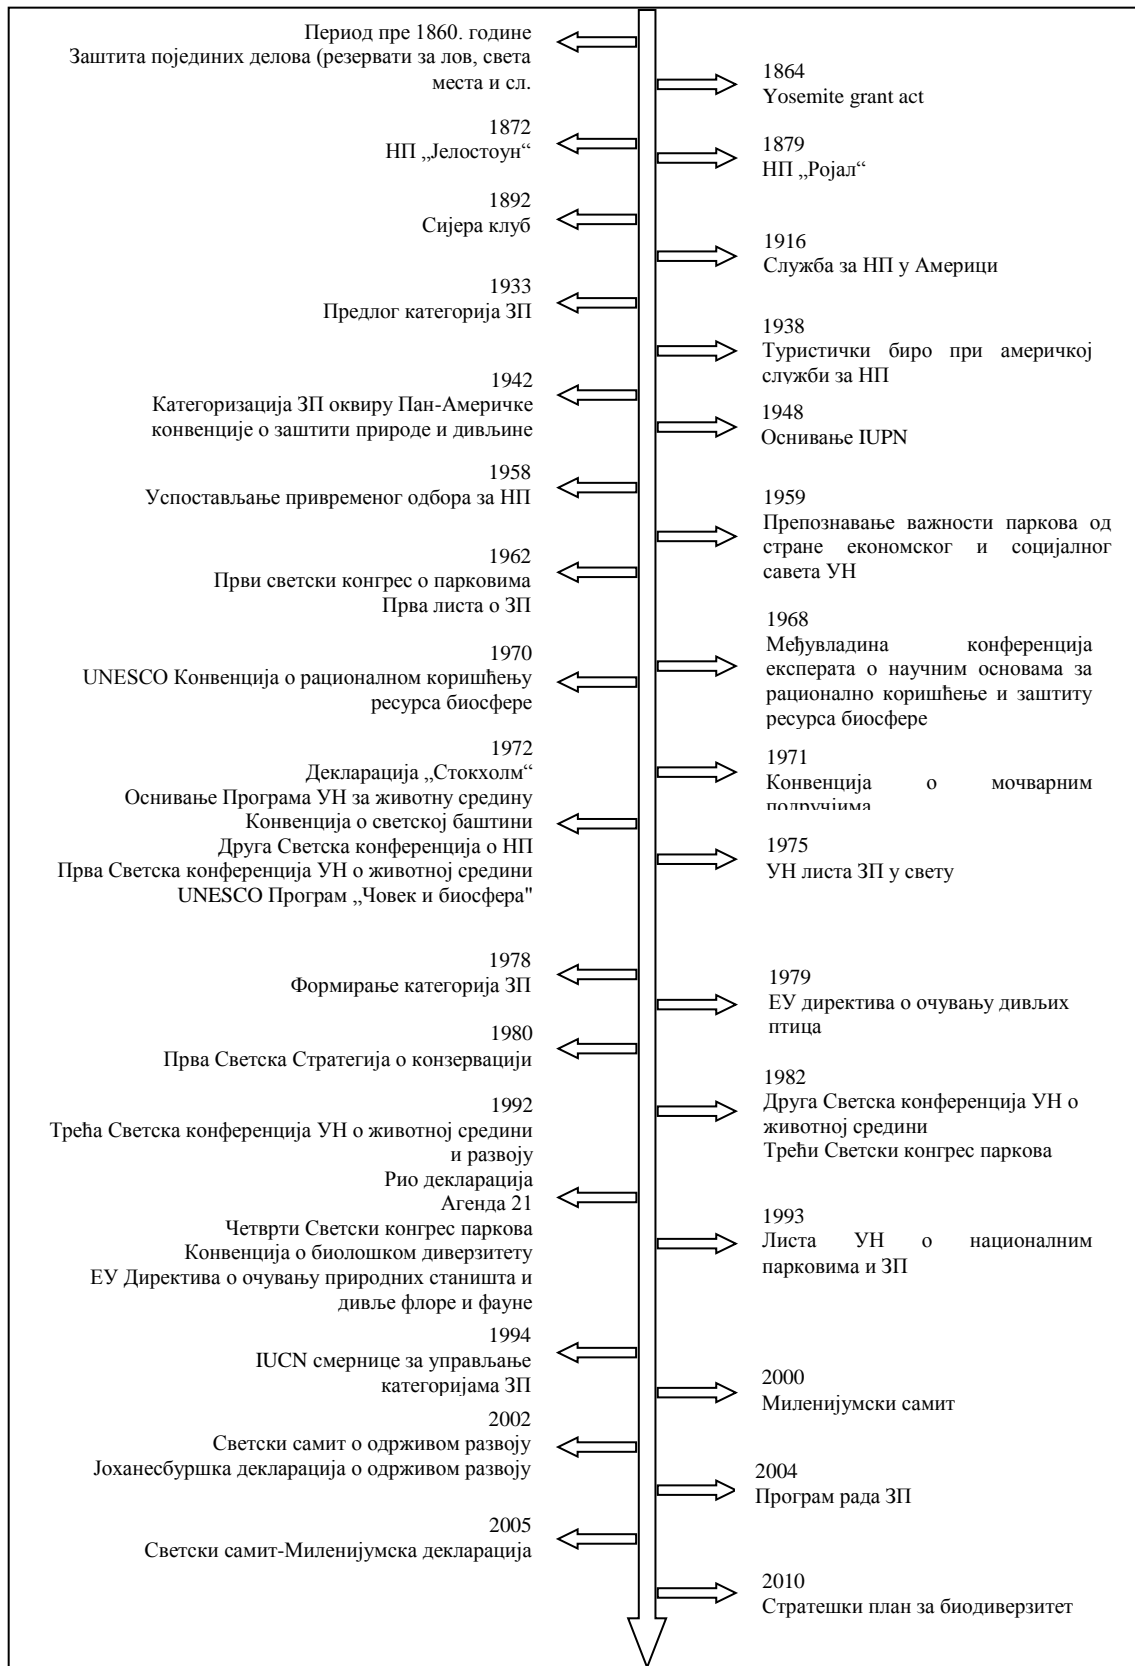 Период пре 1860. године
Заштита појединих делова (резервати за лов, света
места и сл.
1864
Yosemite grant act
1872
НП „Јелостоун“
1879
НП „Ројал“
1892
Сијера клуб
1916
Служба за НП у Америци
1933
Предлог категорија ЗП
1938
Туристички биро при америчкој
служби за НП
1942
Категоризација ЗП оквиру Пан-Америчке
конвенције о заштити природе и дивљине
1948
Оснивање IUPN
1958
Успостављање привременог одбора за НП
1959
Препознавање важности паркова од
стране економског и социјалног
савета УН
1962
Први светски конгрес о парковима
Прва листа о ЗП
1968
Међувладина конференција
експерата о научним основама за
рационално коришћење и заштиту
ресурса биосфере
1970
UNESCO Конвенција о рационалном коришћењу
ресурса биосфере
1971
Конвенција о мочварним
подручјима
1972
Декларација „Стокхолм“
Оснивање Програма УН за животну средину
Конвенција о светској баштини
Друга Светска конференција о НП
Прва Светска конференција УН о животној средини
UNESCO Програм „Човек и биосфера"
1975
УН листа ЗП у свету
1978
Формирање категорија ЗП
1979
ЕУ директива о очувању дивљих
птица
1980
Прва Светска Стратегија о конзервацији
1982
Друга Светска конференција УН о
животној средини
Трећи Светски конгрес паркова
1992
Трећа Светска конференција УН о животној средини
и развоју
Рио декларација
Агенда 21
Четврти Светски конгрес паркова
Конвенција о биолошком диверзитету
ЕУ Директива о очувању природних станишта и
дивље флоре и фауне
1993
Листа УН о националним
парковима и ЗП
1994
IUCN смернице за управљање
категоријама ЗП
2000
Миленијумски самит
2002
Светски самит о одрживом развоју
Јоханесбуршка декларација о одрживом развоју
2004
Програм рада ЗП
2005
Светски самит-Миленијумска декларација
2010
Стратешки план за биодиверзитет